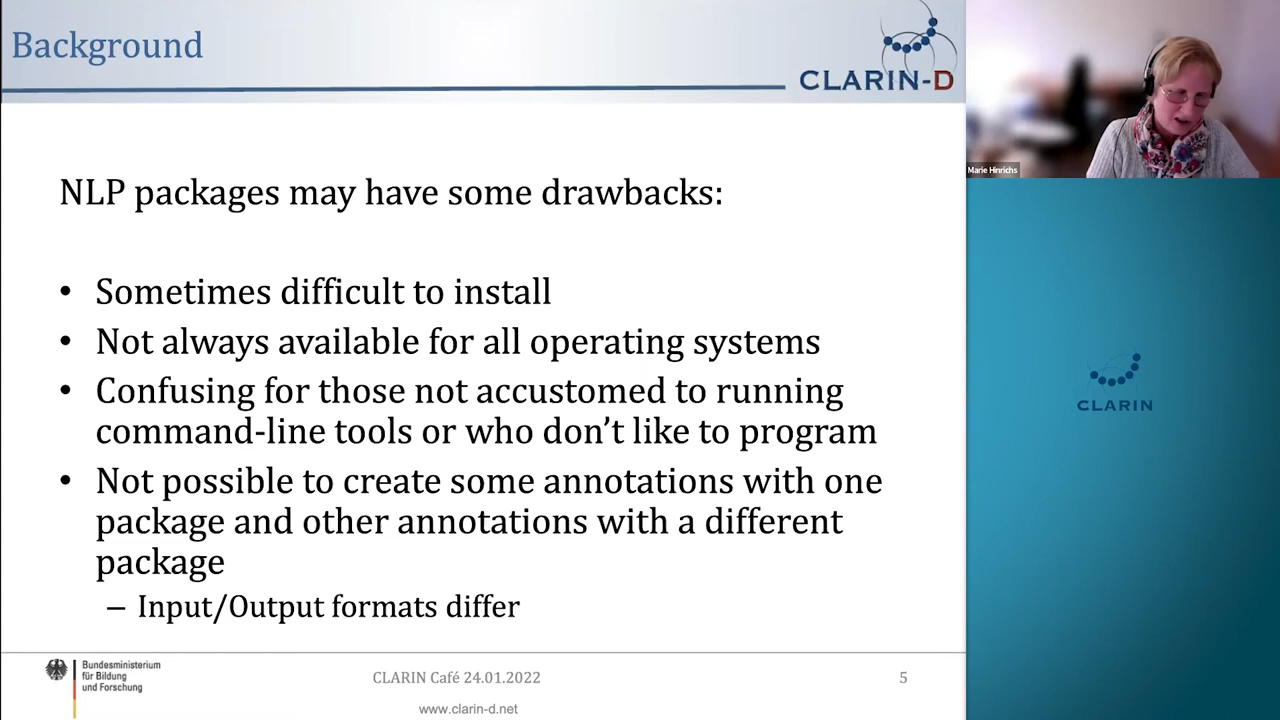 Background
CLARIN-D
Marie Hinrichs
NLP packages may have some drawbacks:
• Sometimes difficult to install
• Not always available for all operating systems
• Confusing for those not accustomed to running
command-line tools or who don’t like to program
• Not possible to create some annotations with one
package and other annotations with a different
package
– Input/Output formats differ
CLARIN
Bundesministerium
für Bildung
und Forschung
CLARIN Café 24.01.2022
5
www.clarin-d.net